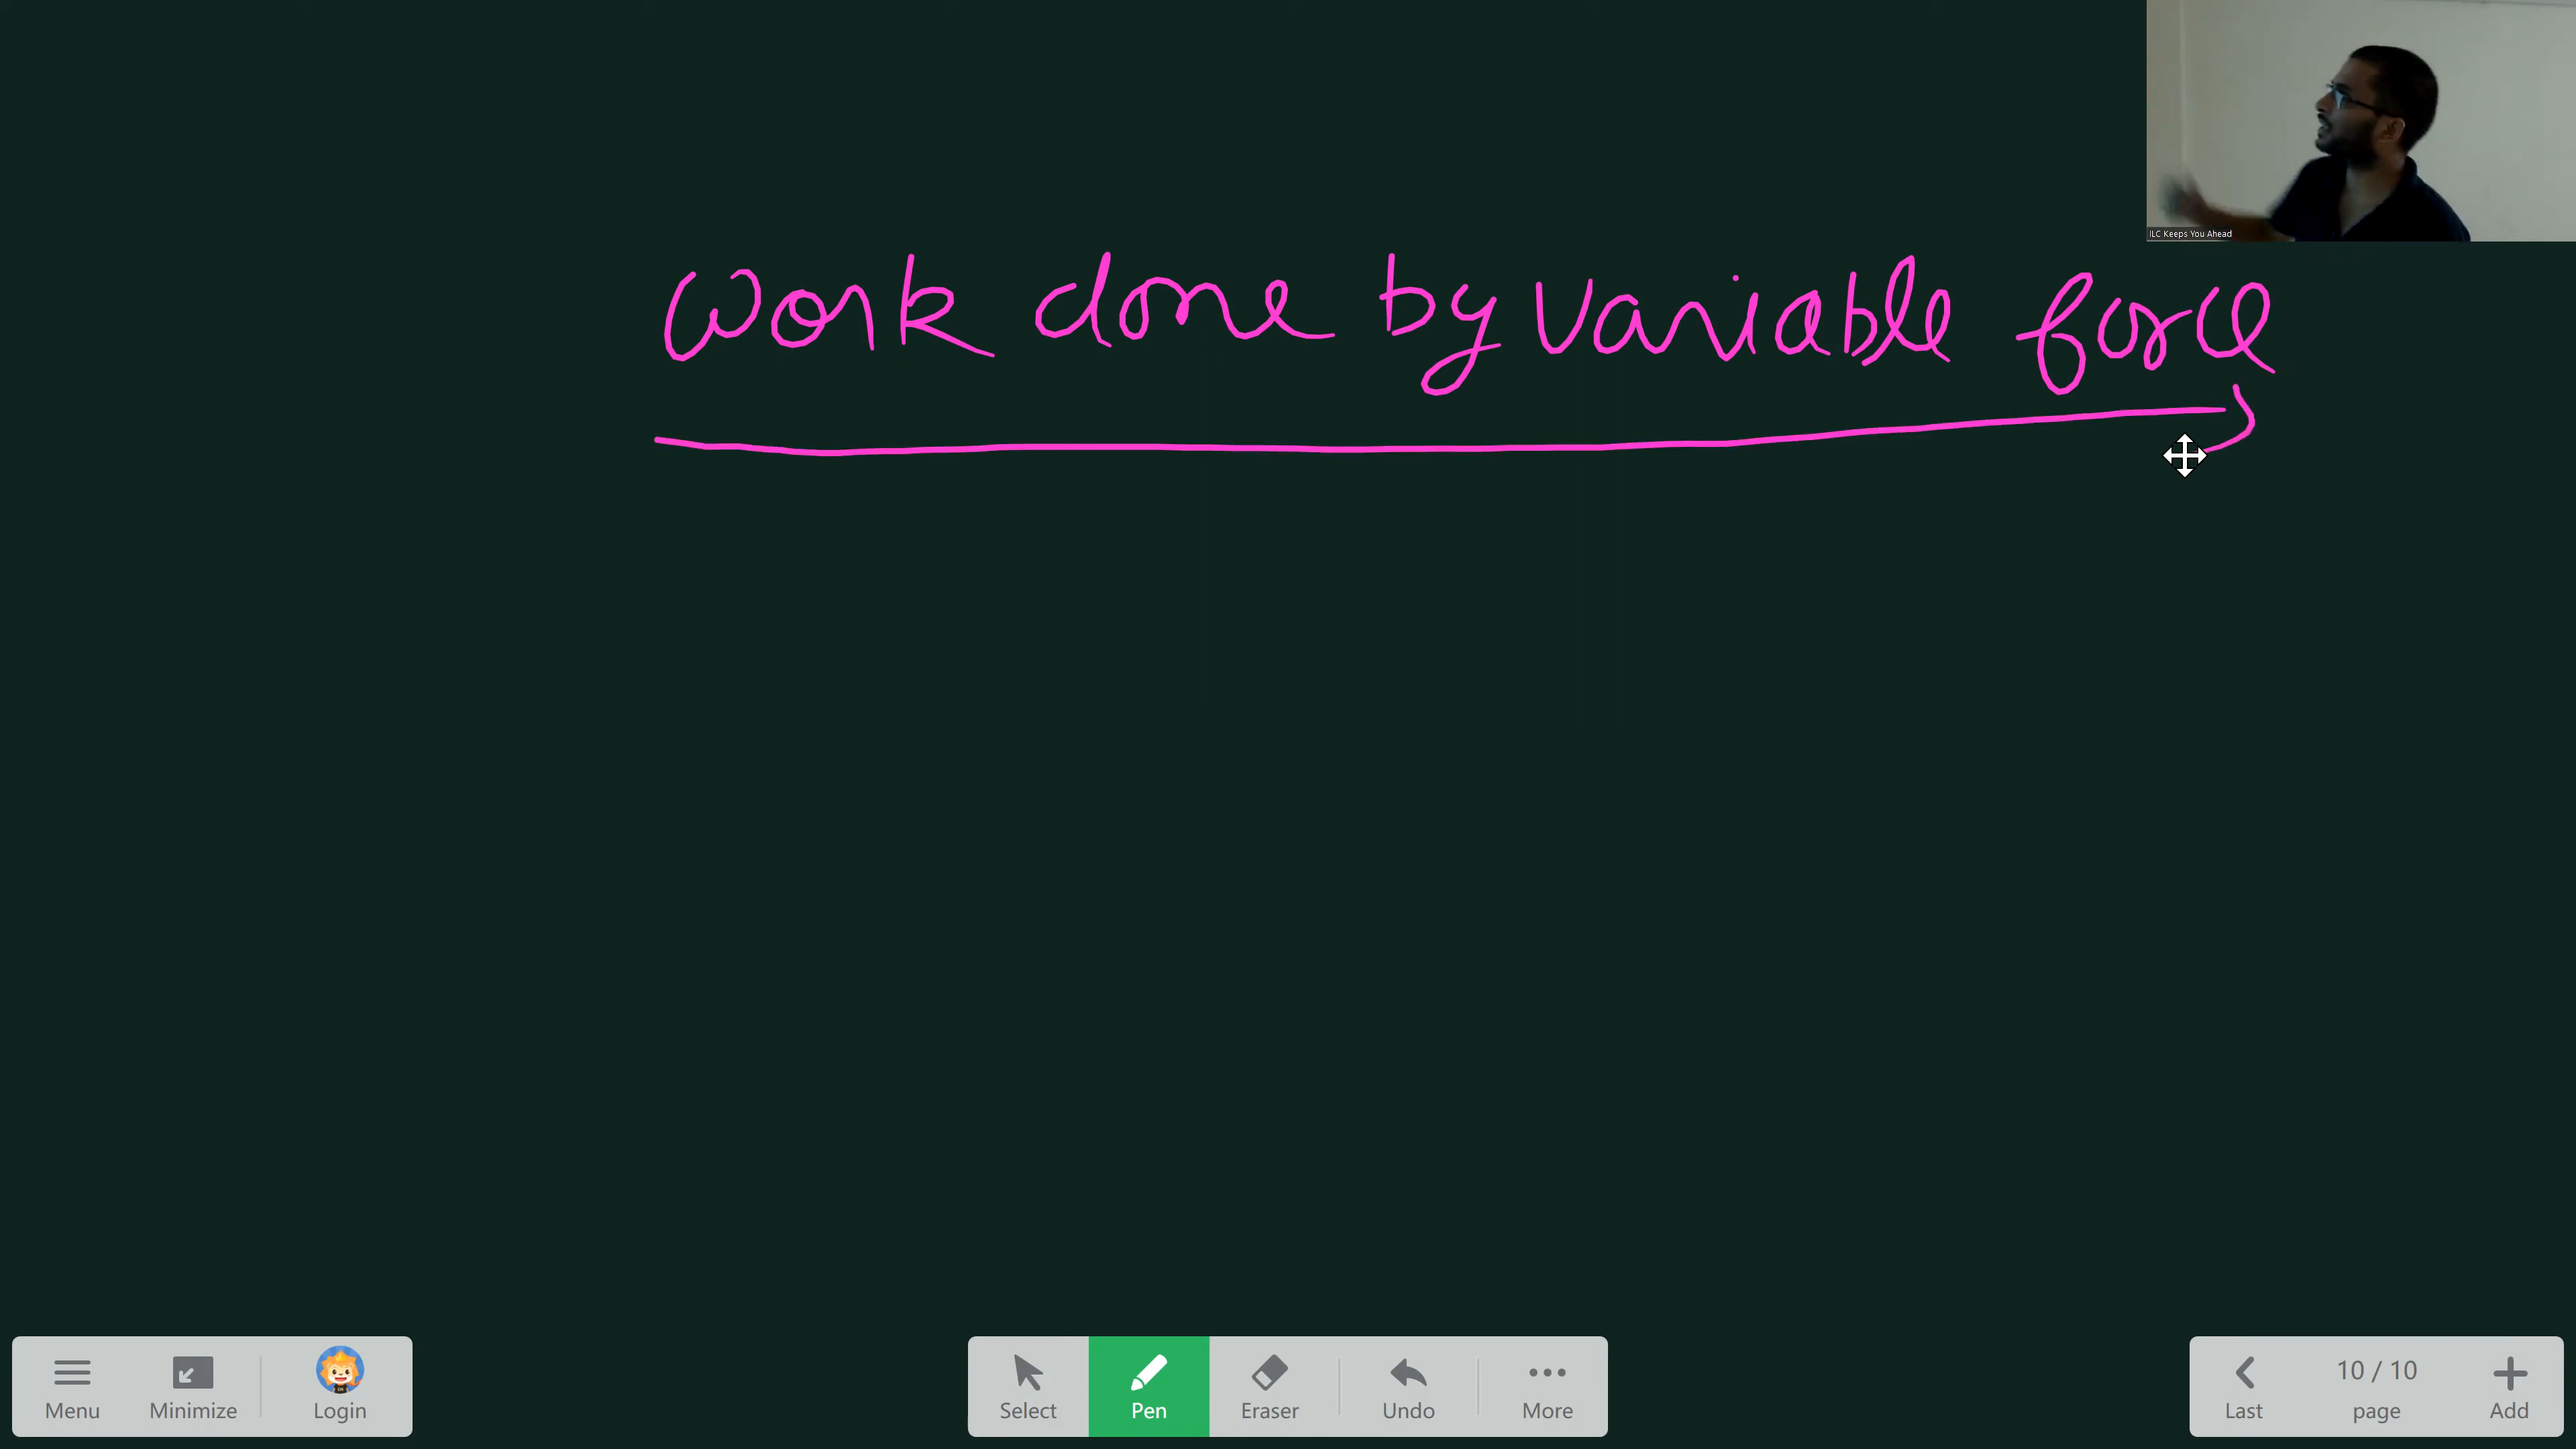 ILC Keeps You Ahead
Work done by variable force
Menu
Minimize
Login
Select
Pen
Eraser
Undo
More
Last
10 / 10
page
Add